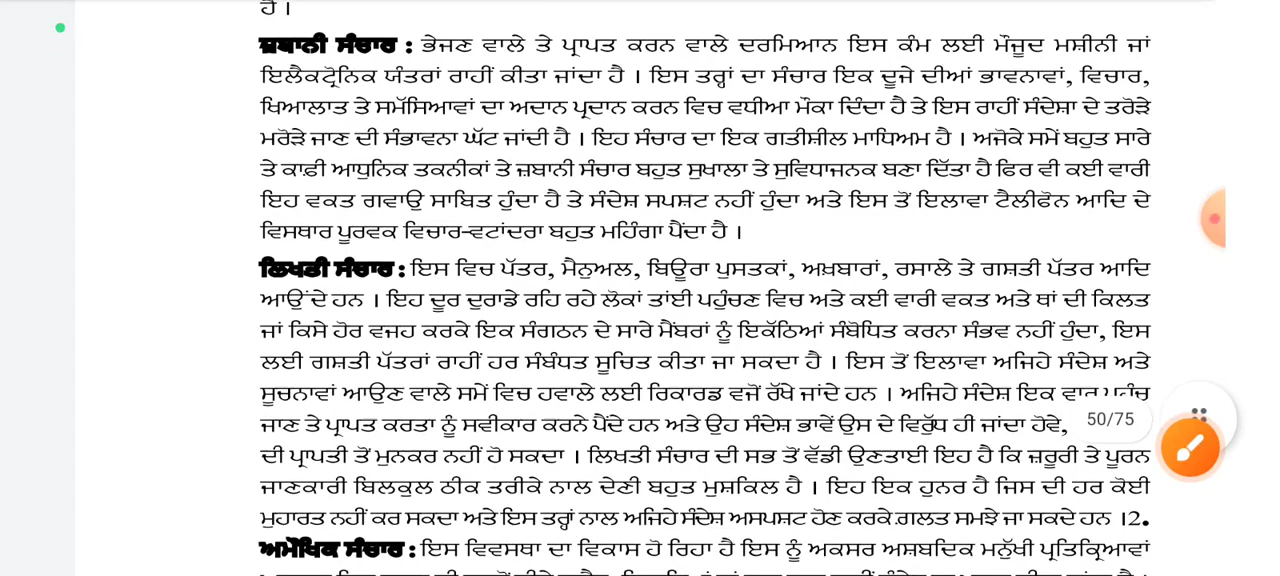 ਹੈ ।
ਜ਼ਬਾਨੀ ਸੰਚਾਰ : ਭੇਜਣ ਵਾਲੇ ਤੇ ਪ੍ਰਾਪਤ ਕਰਨ ਵਾਲੇ ਦਰਮਿਆਨ ਇਸ ਕੰਮ ਲਈ ਮੌਜੂਦ ਮਸ਼ੀਨੀ ਜਾਂ
ਇਲੈਕਟ੍ਰੋਨਿਕ ਯੰਤਰਾਂ ਰਾਹੀਂ ਕੀਤਾ ਜਾਂਦਾ ਹੈ । ਇਸ ਤਰ੍ਹਾਂ ਦਾ ਸੰਚਾਰ ਇਕ ਦੂਜੇ ਦੀਆਂ ਭਾਵਨਾਵਾਂ, ਵਿਚਾਰ,
ਖਿਆਲਾਤ ਤੇ ਸਮੱਸਿਆਵਾਂ ਦਾ ਅਦਾਨ ਪ੍ਰਦਾਨ ਕਰਨ ਵਿਚ ਵਧੀਆ ਮੌਕਾ ਦਿੰਦਾ ਹੈ ਤੇ ਇਸ ਰਾਹੀਂ ਸੰਦੇਸ਼ਾ ਦੇ ਤਰੋੜੇ
ਮਰੋੜੇ ਜਾਣ ਦੀ ਸੰਭਾਵਨਾ ਘੱਟ ਜਾਂਦੀ ਹੈ । ਇਹ ਸੰਚਾਰ ਦਾ ਇਕ ਗਤੀਸ਼ੀਲ ਮਾਧਿਅਮ ਹੈ । ਅਜੋਕੇ ਸਮੇਂ ਬਹੁਤ ਸਾਰੇ
ਤੇ ਕਾਫ਼ੀ ਆਧੁਨਿਕ ਤਕਨੀਕਾਂ ਤੇ ਜ਼ਬਾਨੀ ਸੰਚਾਰ ਬਹੁਤ ਸੁਖਾਲਾ ਤੇ ਸੁਵਿਧਾਜਨਕ ਬਣਾ ਦਿੱਤਾ ਹੈ ਫਿਰ ਵੀ ਕਈ ਵਾਰੀ
ਇਹ ਵਕਤ ਗਵਾਉ ਸਾਬਿਤ ਹੁੰਦਾ ਹੈ ਤੇ ਸੰਦੇਸ਼ ਸਪਸ਼ਟ ਨਹੀਂ ਹੁੰਦਾ ਅਤੇ ਇਸ ਤੋਂ ਇਲਾਵਾ ਟੈਲੀਫੋਨ ਆਦਿ ਦੇ
ਵਿਸਥਾਰ ਪੂਰਵਕ ਵਿਚਾਰ-ਵਟਾਂਦਰਾ ਬਹੁਤ ਮਹਿੰਗਾ ਪੈਂਦਾ ਹੈ ।
ਲਿਖਤੀ ਸੰਚਾਰ : ਇਸ ਵਿਚ ਪੱਤਰ, ਮੈਨੁਅਲ, ਬਿਊਰਾ ਪੁਸਤਕਾਂ, ਅਖ਼ਬਾਰਾਂ, ਰਸਾਲੇ ਤੇ ਗਸ਼ਤੀ ਪੱਤਰ ਆਦਿ
ਆਉਂਦੇ ਹਨ । ਇਹ ਦੂਰ ਦੁਰਾਡੇ ਰਹਿ ਰਹੇ ਲੋਕਾਂ ਤਾਂਈ ਪਹੁੰਚਣ ਵਿਚ ਅਤੇ ਕਈ ਵਾਰੀ ਵਕਤ ਅਤੇ ਥਾਂ ਦੀ ਕਿਲਤ
ਜਾਂ ਕਿਸੇ ਹੋਰ ਵਜਹ ਕਰਕੇ ਇਕ ਸੰਗਠਨ ਦੇ ਸਾਰੇ ਮੈਂਬਰਾਂ ਨੂੰ ਇਕੱਠਿਆਂ ਸੰਬੋਧਿਤ ਕਰਨਾ ਸੰਭਵ ਨਹੀਂ ਹੁੰਦਾ, ਇਸ
ਲਈ ਗਸ਼ਤੀ ਪੱਤਰਾਂ ਰਾਹੀਂ ਹਰ ਸੰਬੰਧਤ ਸੂਚਿਤ ਕੀਤਾ ਜਾ ਸਕਦਾ ਹੈ । ਇਸ ਤੋਂ ਇਲਾਵਾ ਅਜਿਹੇ ਸੰਦੇਸ਼ ਅਤੇ
ਸੂਚਨਾਵਾਂ ਆਉਣ ਵਾਲੇ ਸਮੇਂ ਵਿਚ ਹਵਾਲੇ ਲਈ ਰਿਕਾਰਡ ਵਜੋਂ ਰੱਖੇ ਜਾਂਦੇ ਹਨ । ਅਜਿਹੇ ਸੰਦੇਸ਼ ਇਕ ਵਾਰ ਪਹੁੰਚ
ਜਾਣ ਤੇ ਪ੍ਰਾਪਤ ਕਰਤਾ ਨੂੰ ਸਵੀਕਾਰ ਕਰਨੇ ਪੈਂਦੇ ਹਨ ਅਤੇ ਉਹ ਸੰਦੇਸ਼ ਭਾਵੇਂ ਉਸ ਦੇ ਵਿਰੁੱਧ ਹੀ ਜਾਂਦਾ ਹੋਵੇ, 50/75
ਦੀ ਪ੍ਰਾਪਤੀ ਤੋਂ ਮੁਨਕਰ ਨਹੀਂ ਹੋ ਸਕਦਾ । ਲਿਖਤੀ ਸੰਚਾਰ ਦੀ ਸਭ ਤੋਂ ਵੱਡੀ ਉਣਤਾਈ ਇਹ ਹੈ ਕਿ ਜ਼ਰੂਰੀ ਤੇ ਪੂਰਨ
ਜਾਣਕਾਰੀ ਬਿਲਕੁਲ ਠੀਕ ਤਰੀਕੇ ਨਾਲ ਦੇਣੀ ਬਹੁਤ ਮੁਸ਼ਕਿਲ ਹੈ । ਇਹ ਇਕ ਹੁਨਰ ਹੈ ਜਿਸ ਦੀ ਹਰ ਕੋਈ
ਮੁਹਾਰਤ ਨਹੀਂ ਕਰ ਸਕਦਾ ਅਤੇ ਇਸ ਤਰ੍ਹਾਂ ਨਾਲ ਅਜਿਹੇ ਸੰਦੇਸ਼ ਅਸਪਸ਼ਟ ਹੋਣ ਕਰਕੇ ਗ਼ਲਤ ਸਮਝੇ ਜਾ ਸਕਦੇ ਹਨ ।2.
ਅਮੌਖਿਕ ਸੰਚਾਰ : ਇਸ ਵਿਵਸਥਾ ਦਾ ਵਿਕਾਸ ਹੋ ਰਿਹਾ ਹੈ ਇਸ ਨੂੰ ਅਕਸਰ ਅਸ਼ਬਦਿਕ ਮਨੁੱਖੀ ਪ੍ਰਤਿਕ੍ਰਿਆਵਾਂ